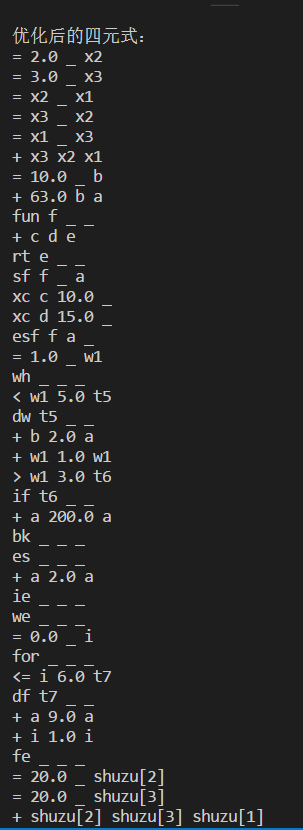 优化后的四元式：
= 2.0 _ x2
= 3.0 _ x3
= x2 _ x1
= x3 _ x2
= x1 _ x3
+ x3 x2 x1
= 10.0 _ b
+ 63.0 b a
fun f _ _
+ c d e
rt e _ _
sf f _ a
xc c 10.0 _
xc d 15.0 _
esf f a _
= 1.0 _ w1
wh _ _ _
< w1 5.0 t5
dw t5 _ _
+ b 2.0 a
+ w1 1.0 w1
> w1 3.0 t6
if t6 _ _
+ a 200.0 a
bk _ _ _
es _ _ _
+ a 2.0 a
ie _ _ _
we _ _ _
= 0.0 _ i
for _ _ _
<= i 6.0 t7
df t7 _ _
+ a 9.0 a
+ i 1.0 i
fe _ _ _
= 20.0 _ shuzu[2]
= 20.0 _ shuzu[3]
+ shuzu[2] shuzu[3] shuzu[1]